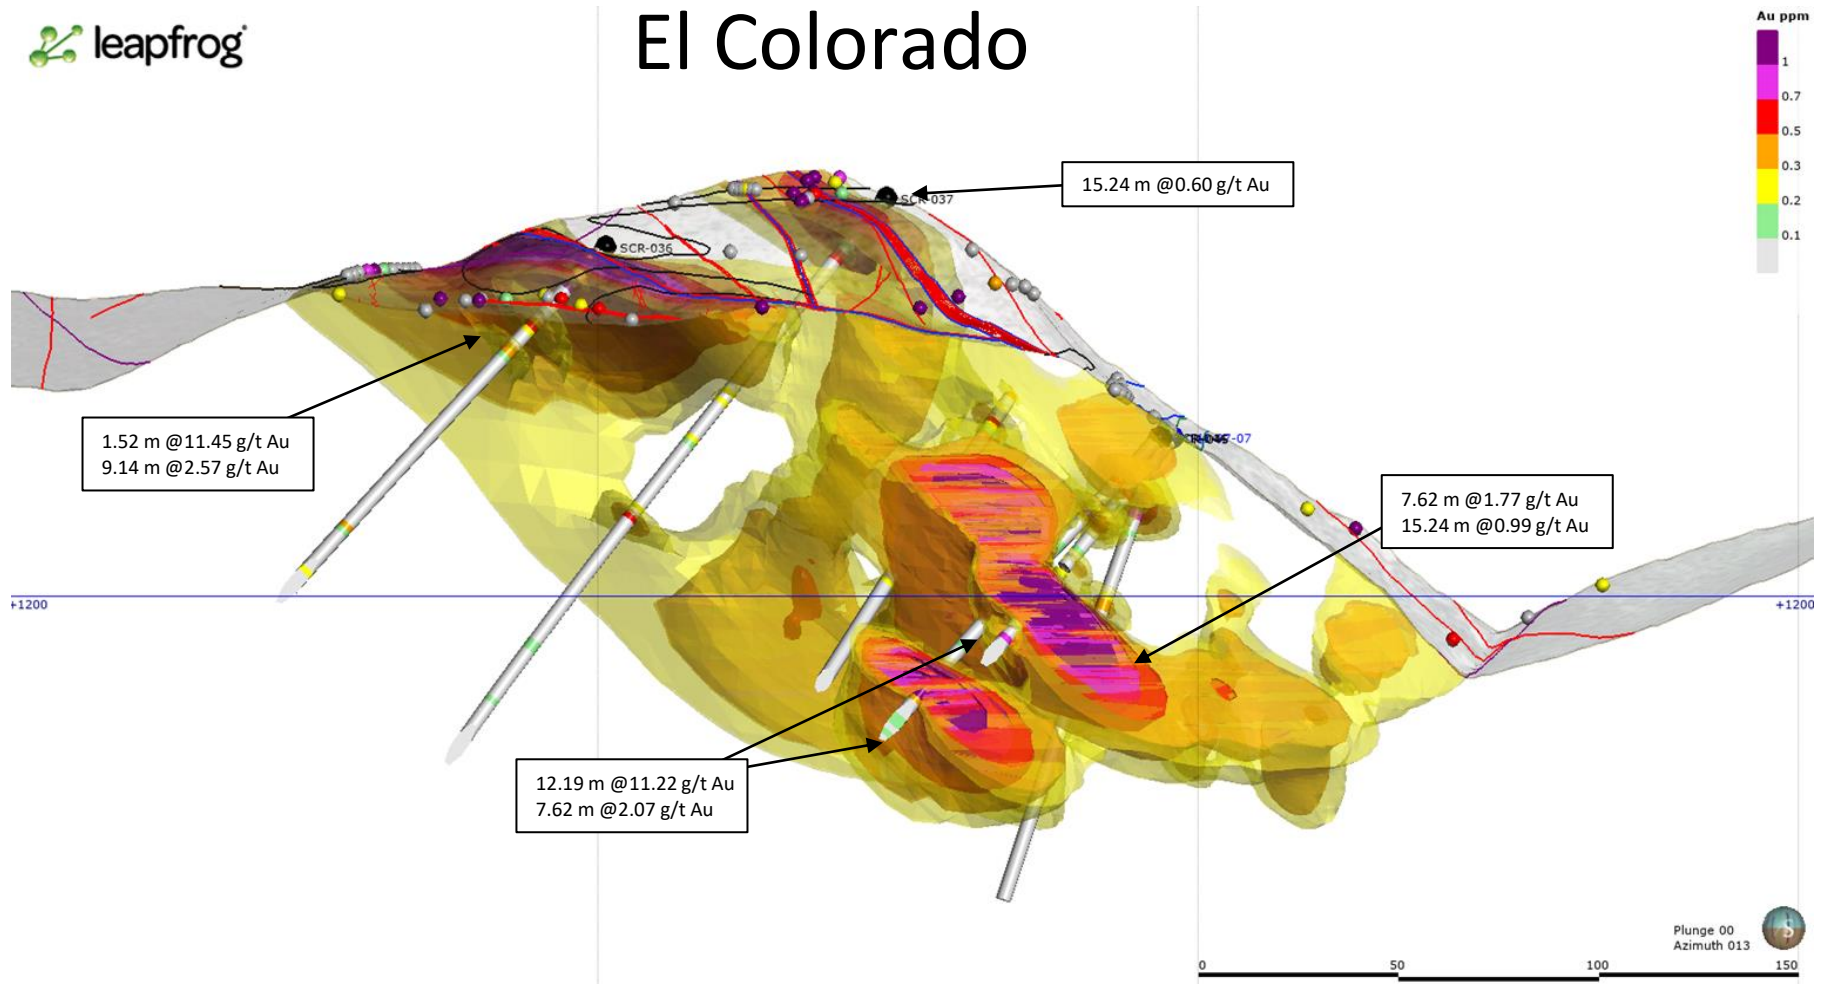 leapfrog
El Colorado
Au ppm
1
0.7
0.5
0.3
0.2
0.1
15.24 m @0.60 g/t Au
SCR-037
SCR-036
1.52 m @11.45 g/t Au
9.14 m @2.57 g/t Au
7.62 m @1.77 g/t Au
15.24 m @0.99 g/t Au
+1200
+1200
12.19 m @11.22 g/t Au
7.62 m @2.07 g/t Au
Plunge 00
Azimuth 013
S
0
50
100
150